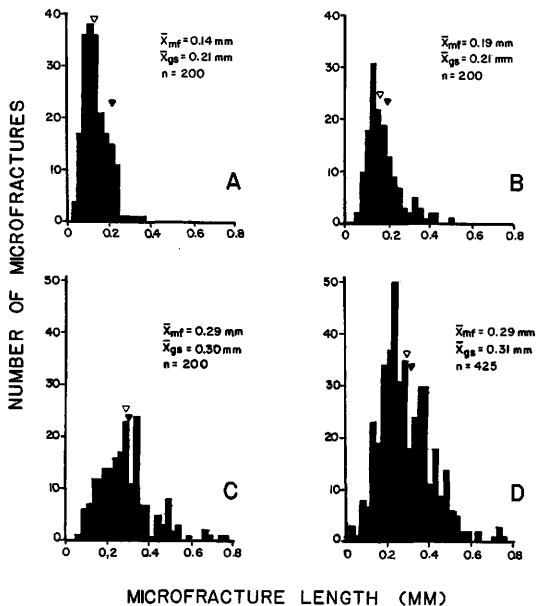 NUMBER OF MICROFRACTURES
40
30
20
10
0
0 0.2 0.4 0.6 0.8
X̄mf = 0.14 mm
X̄gs = 0.21 mm
n = 200
A
40
30
20
10
0
0 0.2 0.4 0.6 0.8
X̄mf = 0.19 mm
X̄gs = 0.21 mm
n = 200
B
50
40
30
20
10
0
0 0,2 0.4 0.6 0.8
X̄mf = 0.29 mm
X̄gs = 0.30 mm
n = 200
C
50
40
30
20
10
0
0 0.2 0.4 0.6 0.8
X̄mf = 0.29 mm
X̄gs = 0.31 mm
n = 425
D
MICROFRACTURE LENGTH (MM)